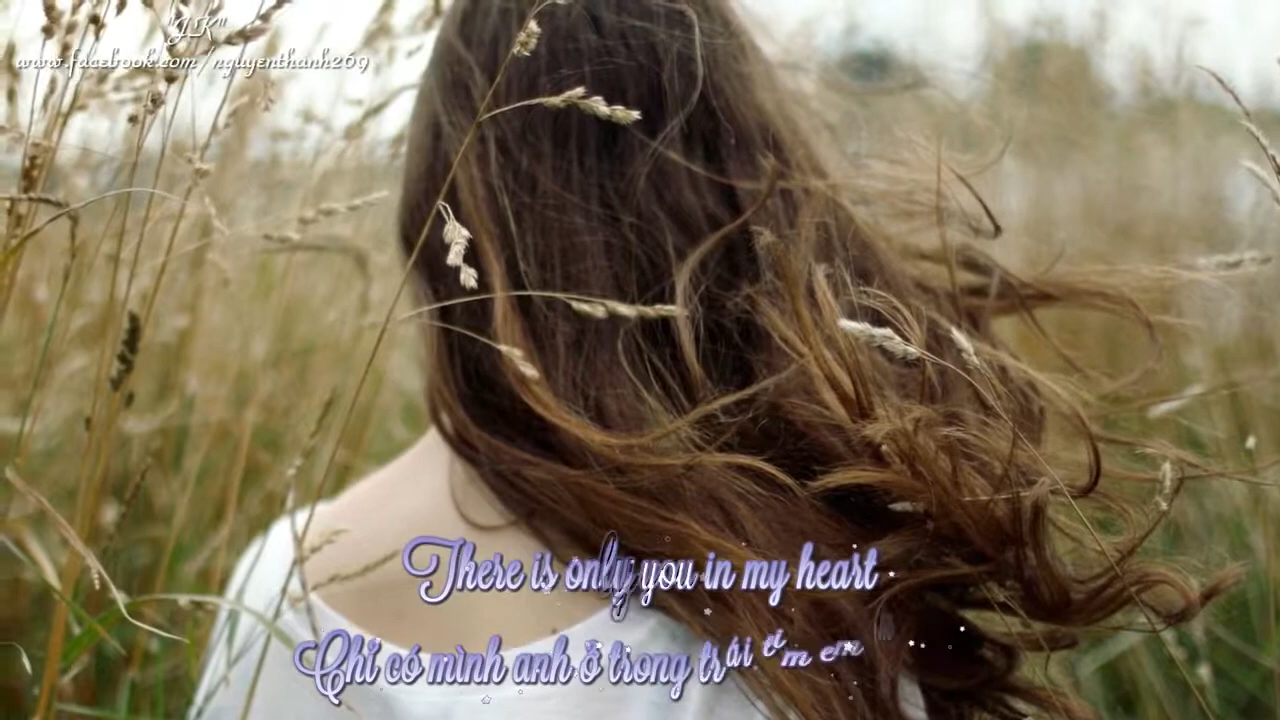 "J.K"
www.facebook.com/nguyenthanh269
There is only you in my heart
Chỉ có mình anh ở trong trái tim em